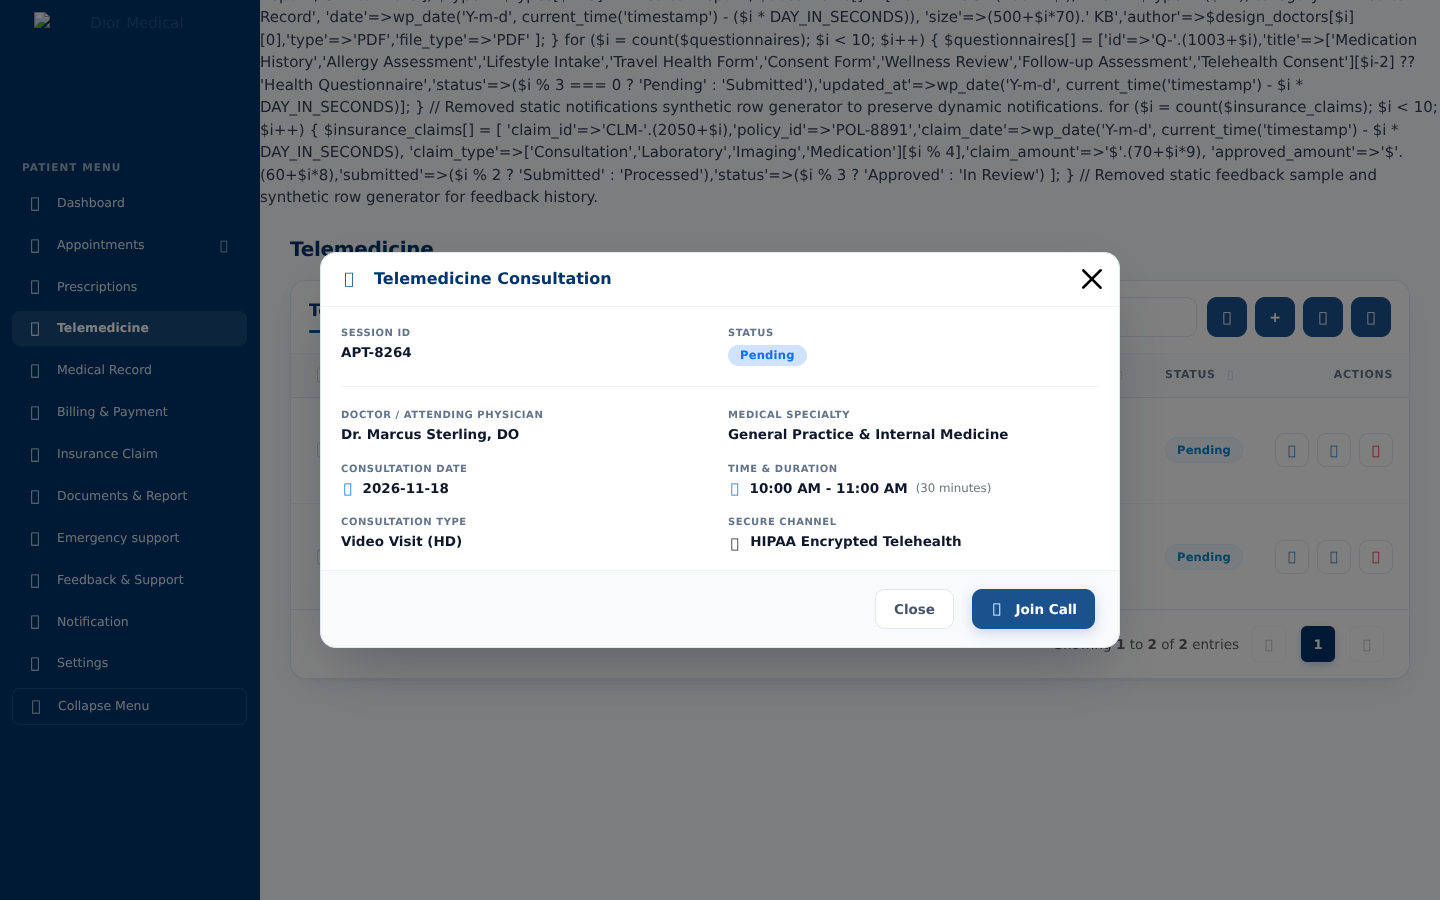 Dior Medical
PATIENT MENU
Dashboard
Appointments
Prescriptions
Telemedicine
Medical Record
Billing & Payment
Insurance Claim
Documents & Report
Emergency support
Feedback & Support
Notification
Settings
Collapse Menu
Record', 'date'=>wp_date('Y-m-d', current_time('timestamp') - ($i * DAY_IN_SECONDS)), 'size'=>(500+$i*70).' KB','author'=>$design_doctors[$i]
[0],'type'=>'PDF','file_type'=>'PDF' ]; } for ($i = count($questionnaires); $i < 10; $i++) { $questionnaires[] = ['id'=>'Q-'.(1003+$i),'title'=>['Medication
History','Allergy Assessment','Lifestyle Intake','Travel Health Form','Consent Form','Wellness Review','Follow-up Assessment','Telehealth Consent'][$i-2] ??
'Health Questionnaire','status'=>($i % 3 === 0 ? 'Pending' : 'Submitted'),'updated_at'=>wp_date('Y-m-d', current_time('timestamp') - $i *
DAY_IN_SECONDS)]; } // Removed static notifications synthetic row generator to preserve dynamic notifications. for ($i = count($insurance_claims); $i < 10;
$i++) { $insurance_claims[] = [ 'claim_id'=>'CLM-'.(2050+$i),'policy_id'=>'POL-8891','claim_date'=>wp_date('Y-m-d', current_time('timestamp') - $i *
DAY_IN_SECONDS), 'claim_type'=>['Consultation','Laboratory','Imaging','Medication'][$i % 4],'claim_amount'=>'$'.(70+$i*9), 'approved_amount'=>'$'.
(60+$i*8),'submitted'=>($i % 2 ? 'Submitted' : 'Processed'),'status'=>($i % 3 ? 'Approved' : 'In Review') ]; } // Removed static feedback sample and
synthetic row generator for feedback history.
Telemedicine
Telemedicine Consultation
SESSION ID
APT-8264
STATUS
Pending
DOCTOR / ATTENDING PHYSICIAN
Dr. Marcus Sterling, DO
MEDICAL SPECIALTY
General Practice & Internal Medicine
CONSULTATION DATE
2026-11-18
TIME & DURATION
10:00 AM - 11:00 AM (30 minutes)
CONSULTATION TYPE
Video Visit (HD)
SECURE CHANNEL
HIPAA Encrypted Telehealth
Close
Join Call
+
STATUS
ACTIONS
Pending
Pending
Showing 1 to 2 of 2 entries
1